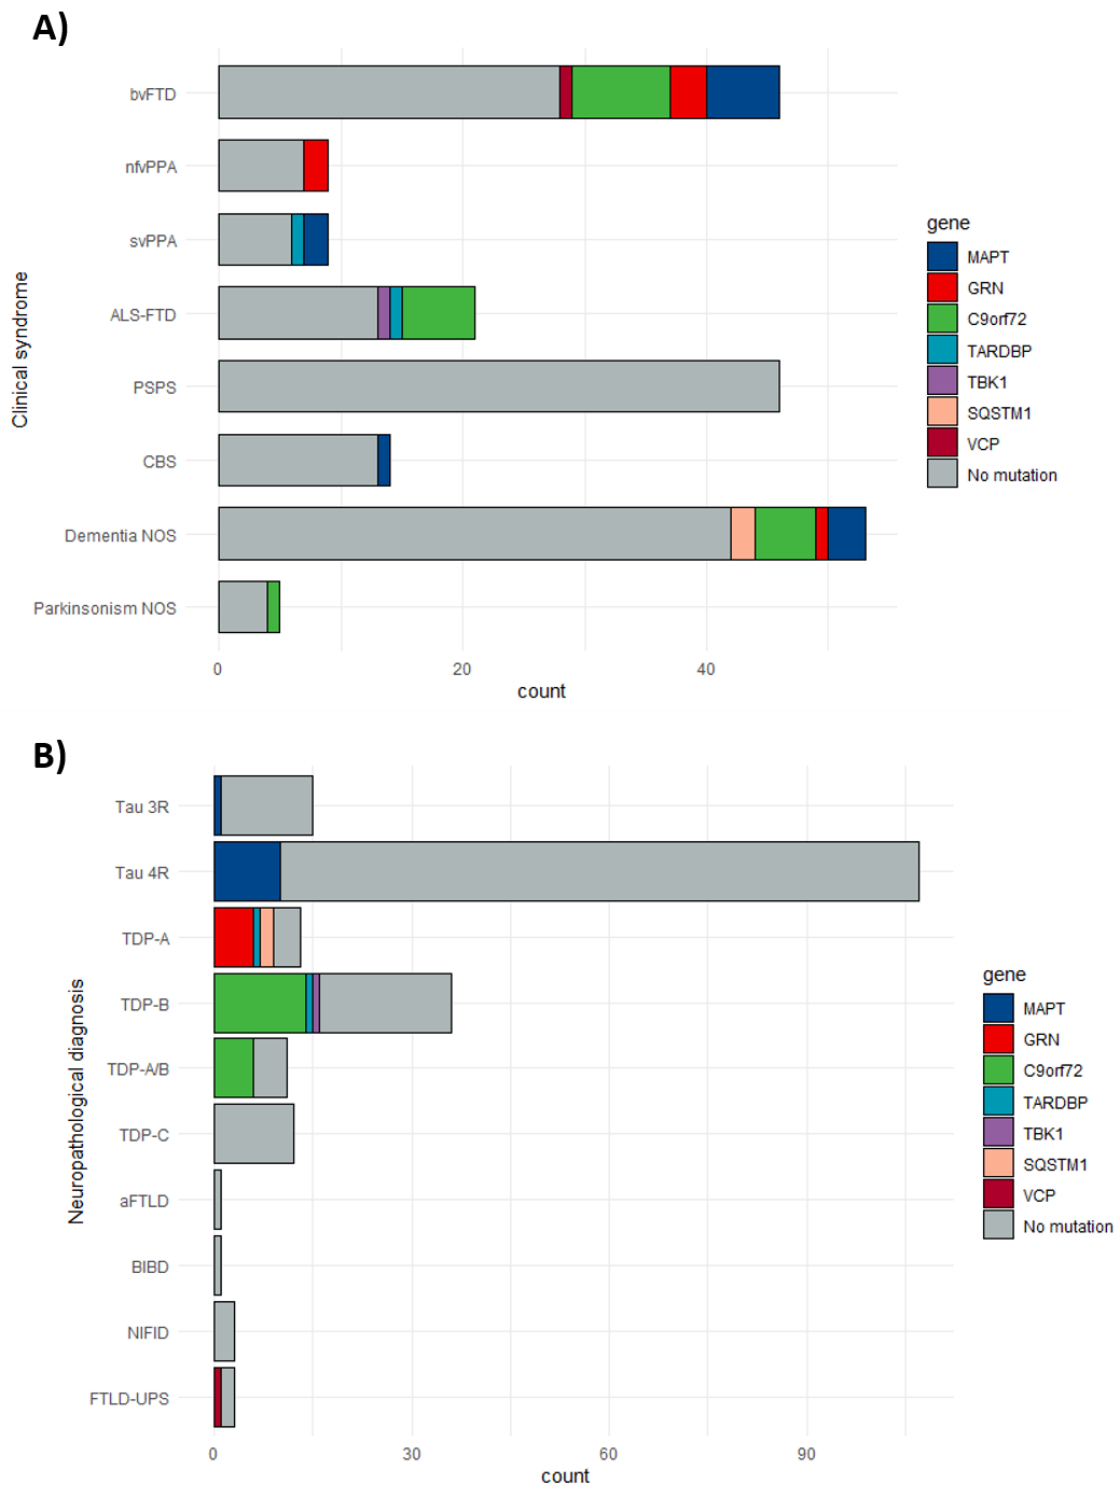 A)
Clinical syndrome
bvFTD
nfvPPA
svPPA
ALS-FTD
PSPS
CBS
Dementia NOS
Parkinsonism NOS
0 20 40
count
gene
MAPT
GRN
C9orf72
TARDBP
TBK1
SQSTM1
VCP
No mutation
B)
Neuropathological diagnosis
Tau 3R
Tau 4R
TDP-A
TDP-B
TDP-A/B
TDP-C
aFTLD
BIBD
NIFID
FTLD-UPS
0 30 60 90
count
gene
MAPT
GRN
C9orf72
TARDBP
TBK1
SQSTM1
VCP
No mutation